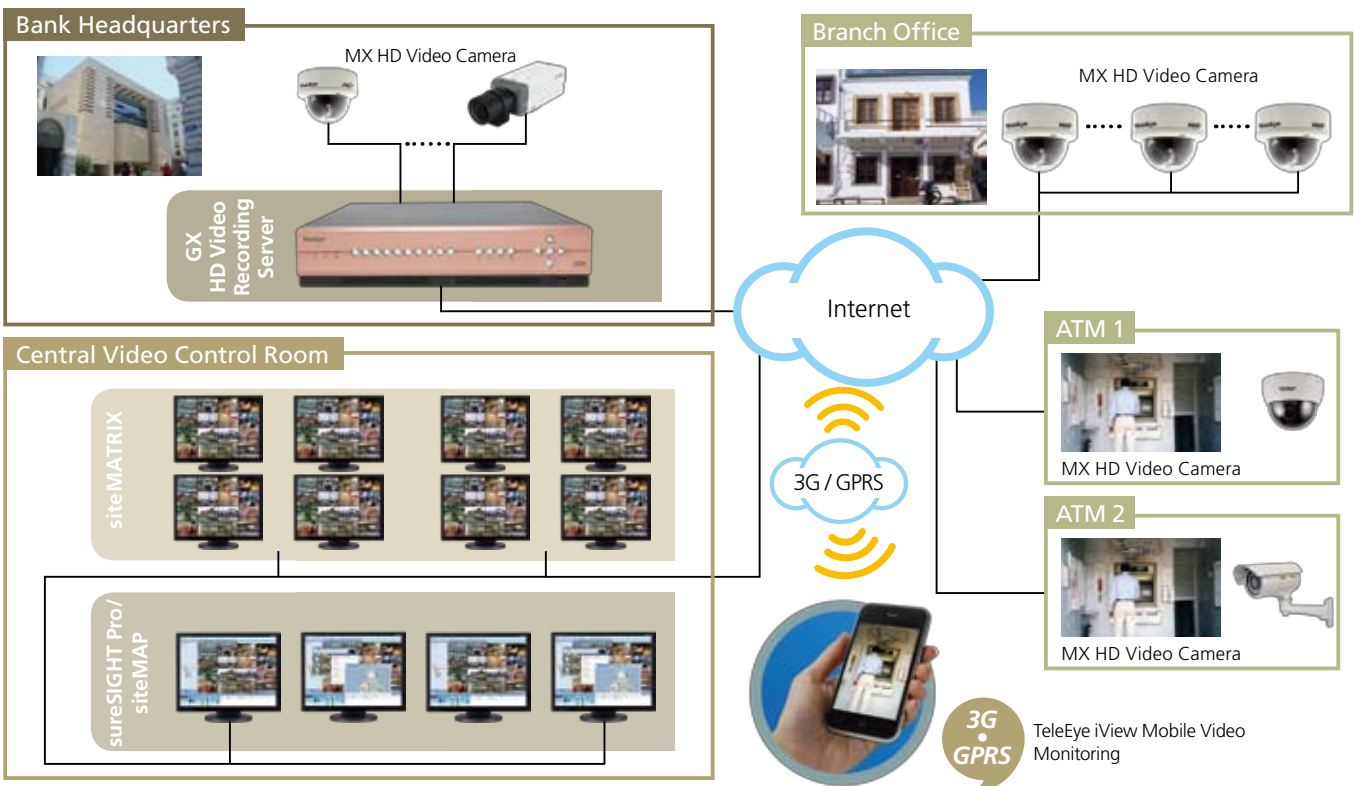 Bank Headquarters
MX HD Video Camera
GX
HD Video
Recording
Server
Branch Office
MX HD Video Camera
Internet
Central Video Control Room
siteMATRIX
sureSIGHT Pro/
siteMAP
3G / GPRS
ATM 1
MX HD Video Camera
ATM 2
MX HD Video Camera
3G
•
GPRS
TeleEye iView Mobile Video
Monitoring